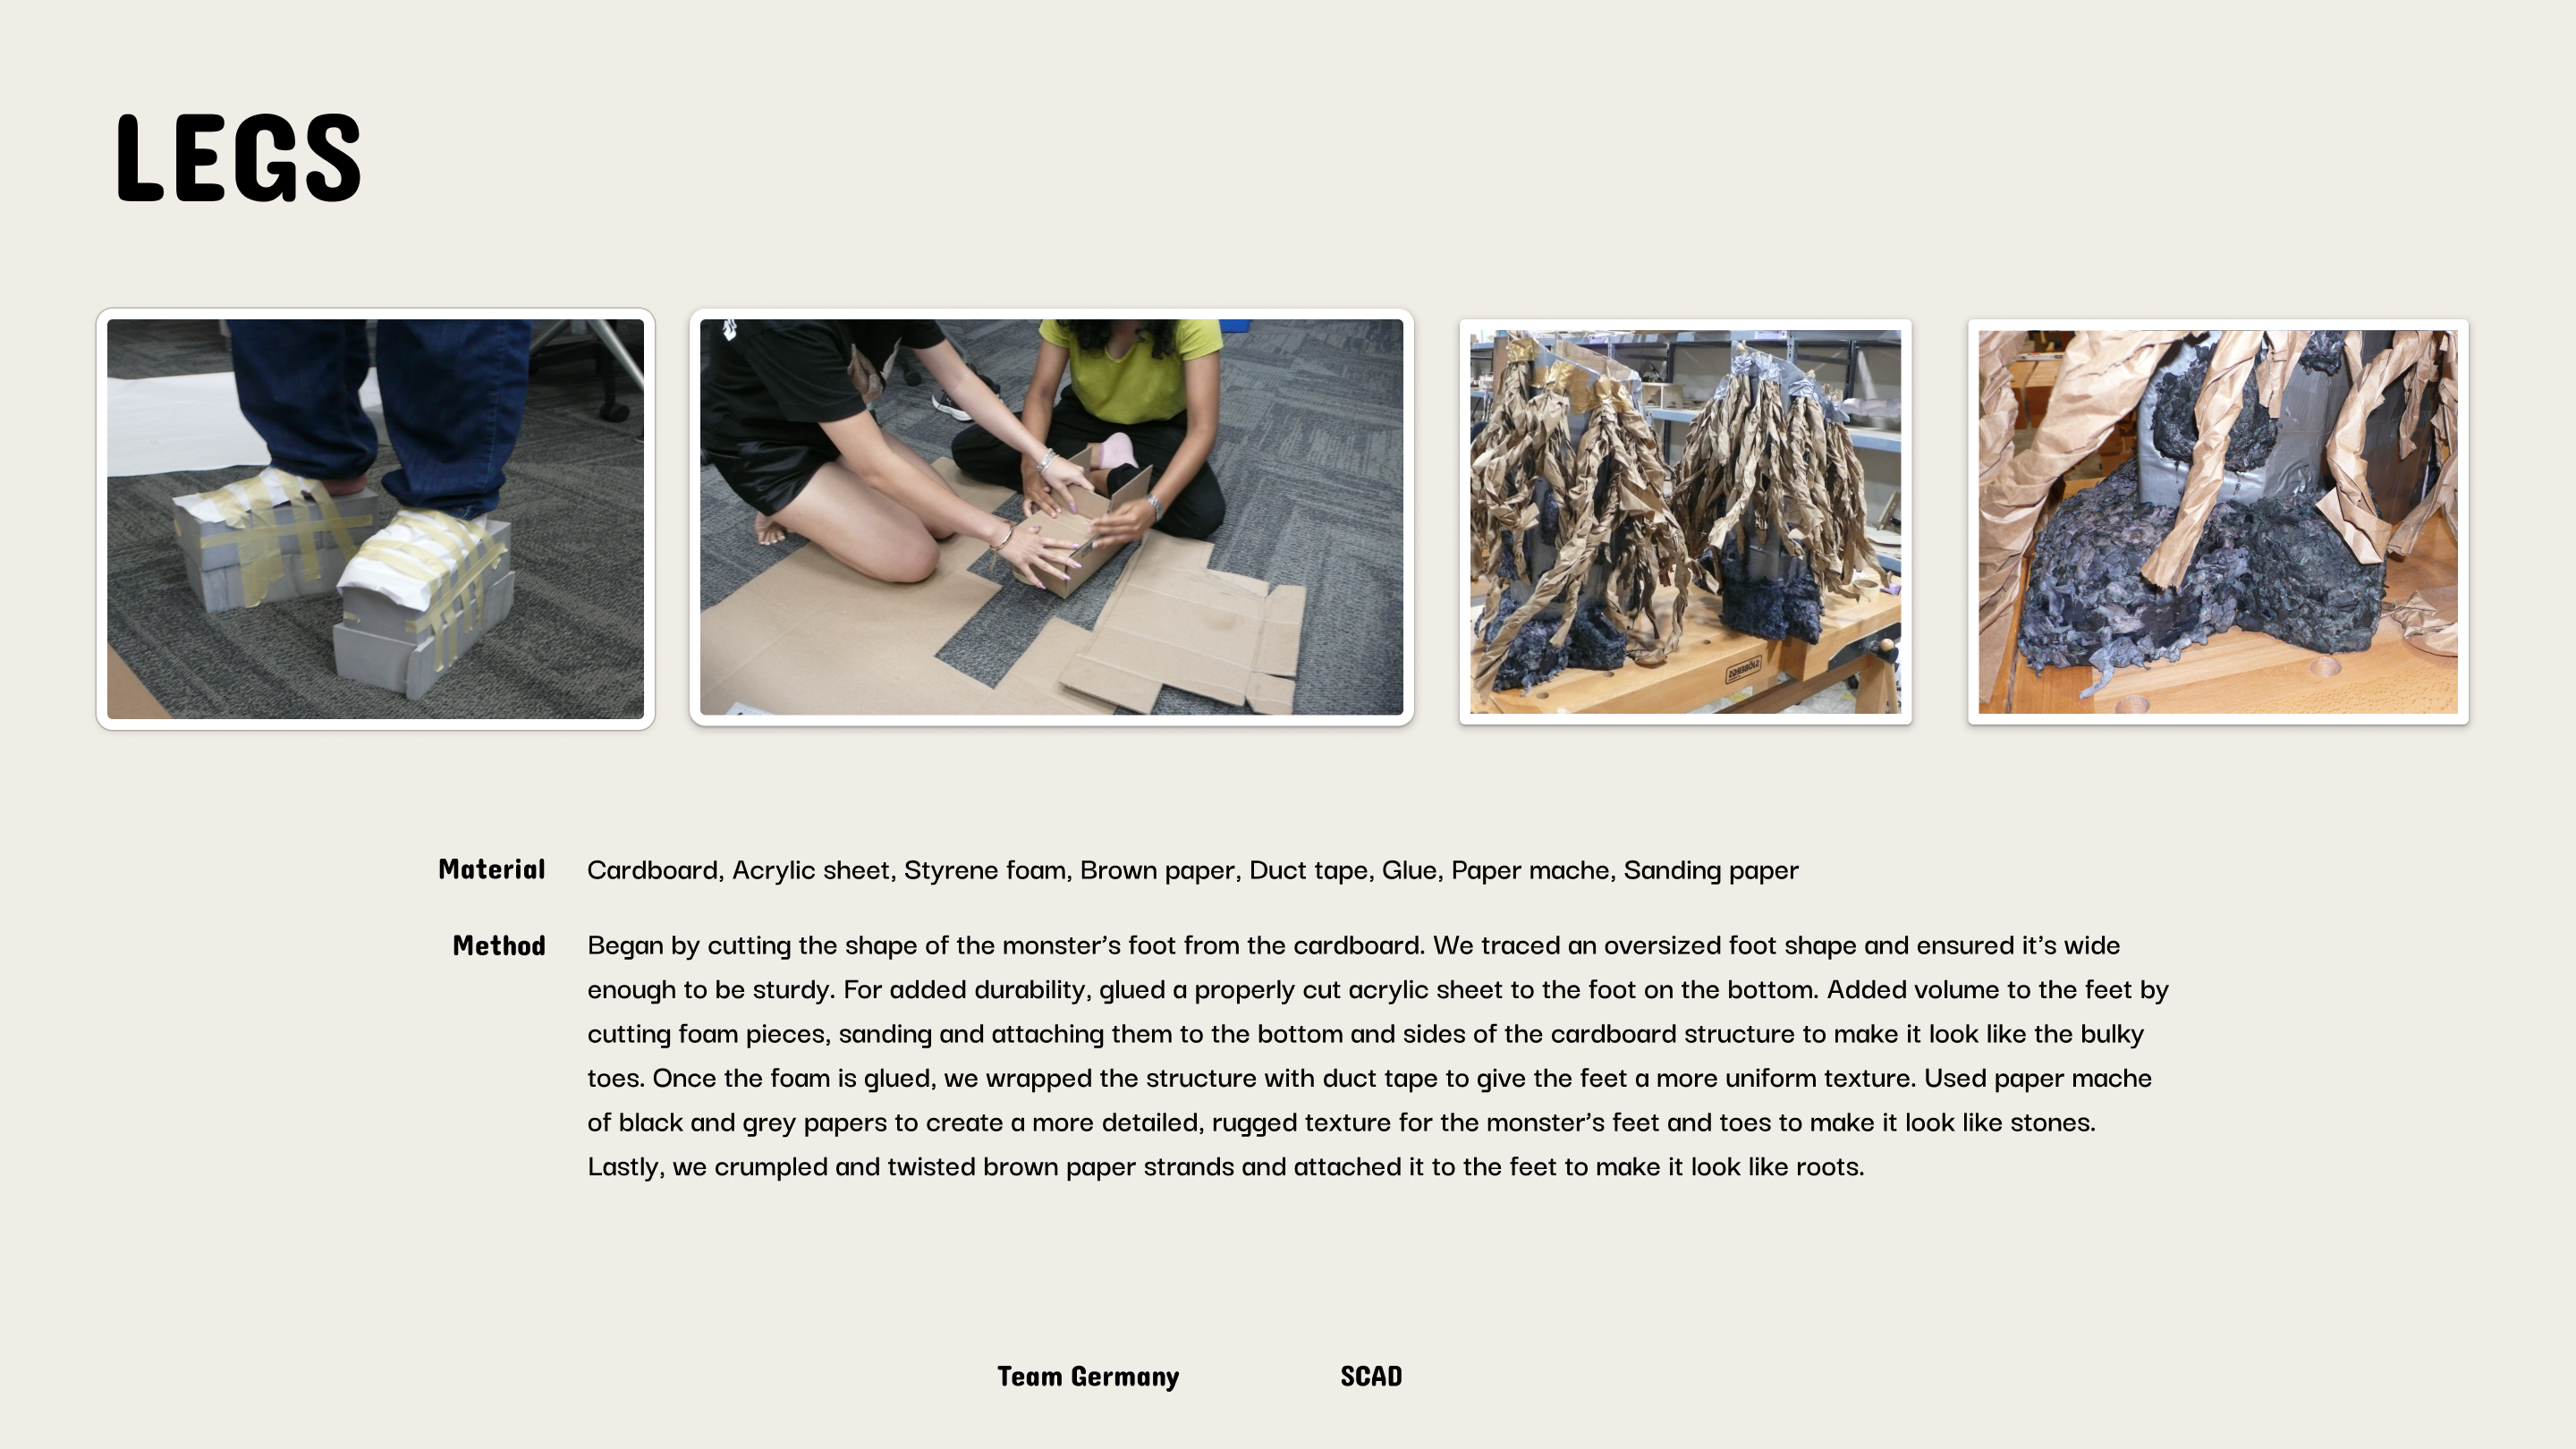 LEGS
Material Cardboard, Acrylic sheet, Styrene foam, Brown paper, Duct tape, Glue, Paper mache, Sanding paper
Method Began by cutting the shape of the monster’s foot from the cardboard. We traced an oversized foot shape and ensured it’s wide
enough to be sturdy. For added durability, glued a properly cut acrylic sheet to the foot on the bottom. Added volume to the feet by
cutting foam pieces, sanding and attaching them to the bottom and sides of the cardboard structure to make it look like the bulky
toes. Once the foam is glued, we wrapped the structure with duct tape to give the feet a more uniform texture. Used paper mache
of black and grey papers to create a more detailed, rugged texture for the monster’s feet and toes to make it look like stones.
Lastly, we crumpled and twisted brown paper strands and attached it to the feet to make it look like roots.
Team Germany SCAD